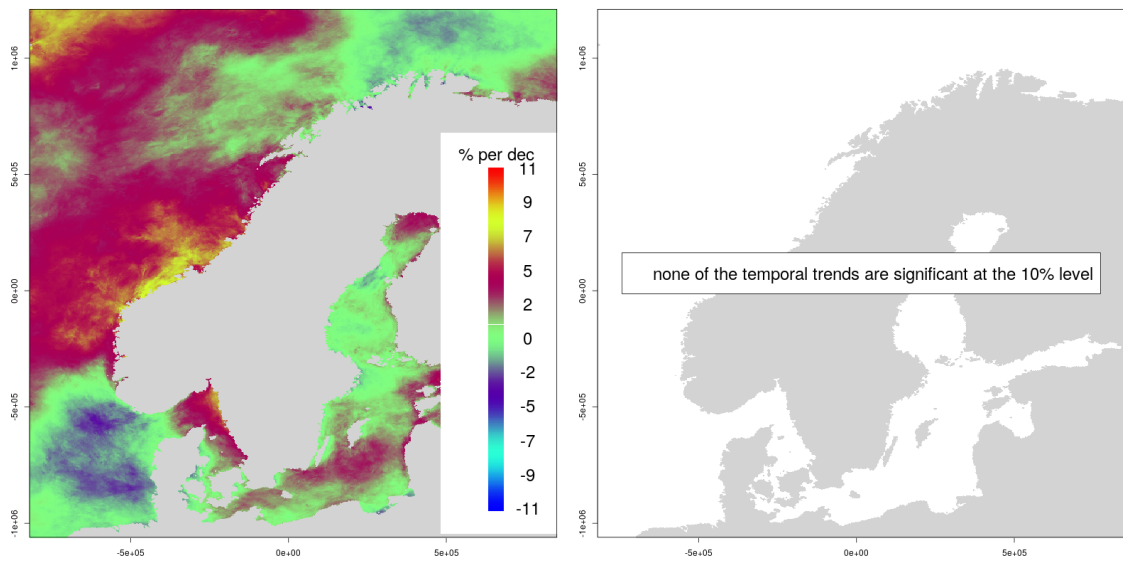 1e+06
5e+05
0e+00
-5e+05
-1e+06
-5e+05
0e+00
5e+05
% per dec
11
9
7
5
2
0
-2
-5
-7
-9
-11
1e+06
5e+05
0e+00
-5e+05
-1e+06
-5e+05
0e+00
5e+05
none of the temporal trends are significant at the 10% level